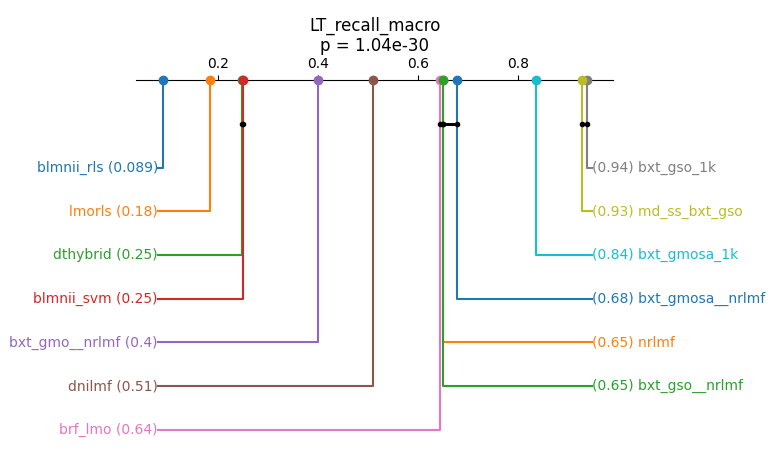 LT_recall_macro
p = 1.04e-30
0.2 0.4 0.6 0.8
blmnii_rls (0.089) (0.94) bxt_gso_1k
lmorls (0.18) (0.93) md_ss_bxt_gso
dthybrid (0.25) (0.84) bxt_gmosa_1k
blmnii_svm (0.25) (0.68) bxt_gmosa__nrlmf
bxt_gmo__nrlmf (0.4) (0.65) nrlmf
dnilmf (0.51) (0.65) bxt_gso__nrlmf
brf_lmo (0.64)